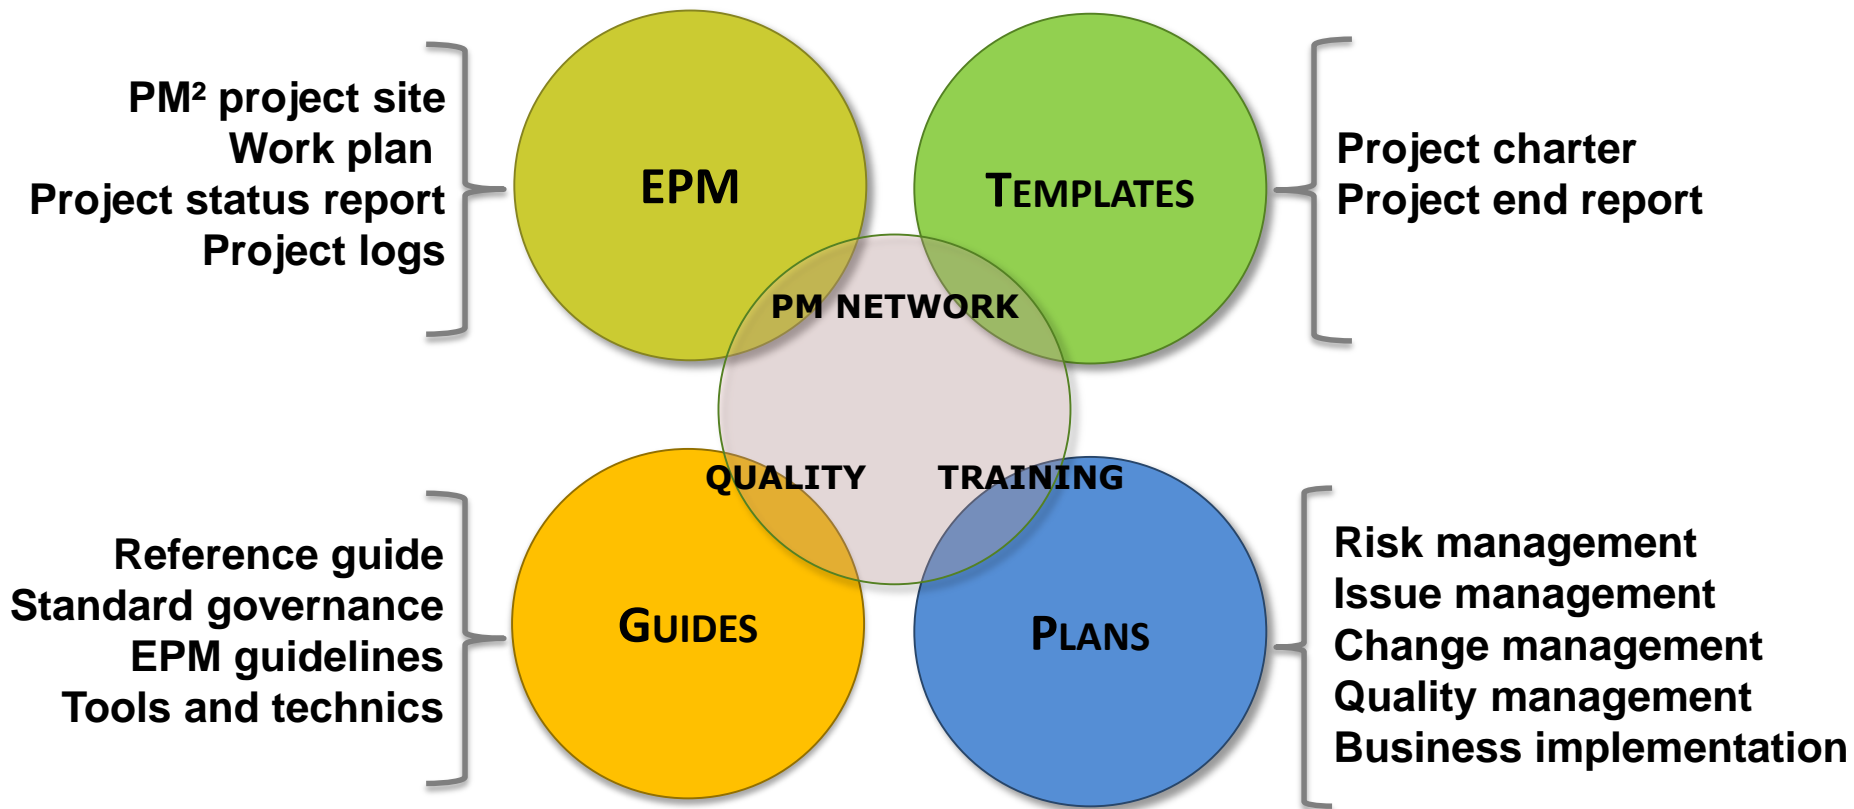 PM² project site
Work plan
Project status report
Project logs
EPM
TEMPLATES
Project charter
Project end report
PM NETWORK
QUALITY
TRAINING
Reference guide
Standard governance
EPM guidelines
Tools and technics
GUIDES
PLANS
Risk management
Issue management
Change management
Quality management
Business implementation